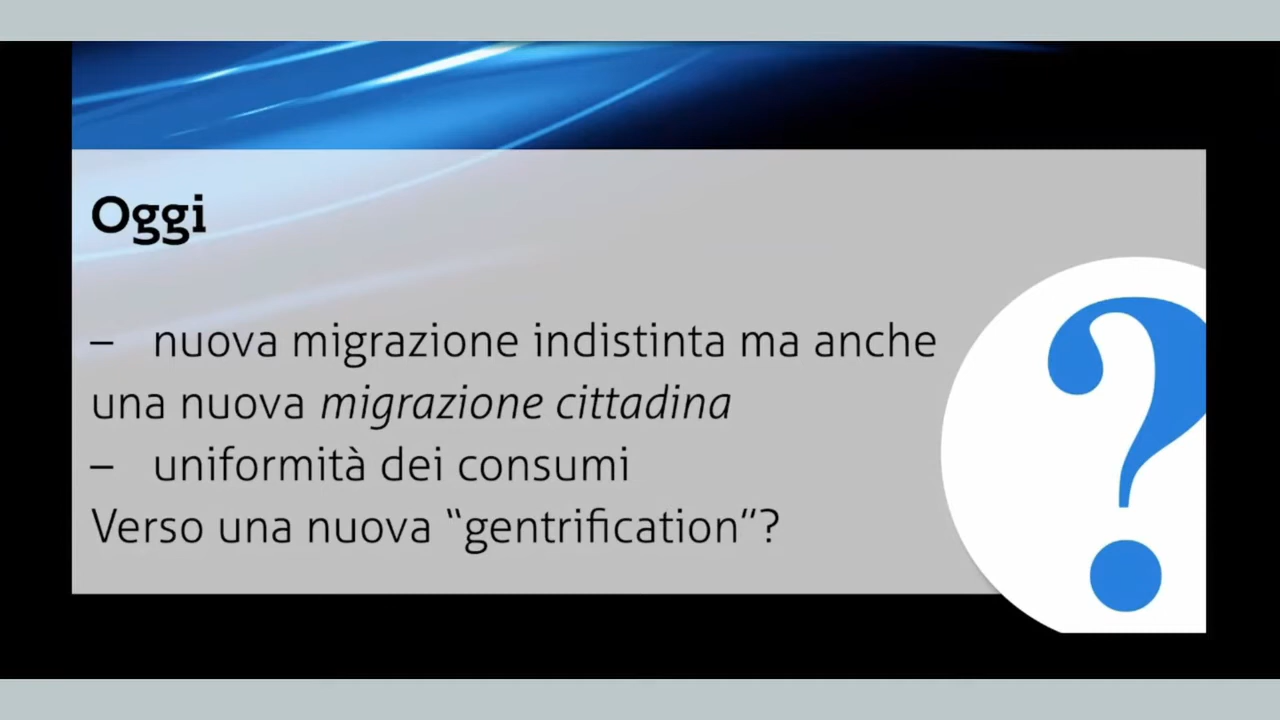 Oggi
– nuova migrazione indistinta ma anche
una nuova migrazione cittadina
– uniformità dei consumi
Verso una nuova “gentrification”?
?